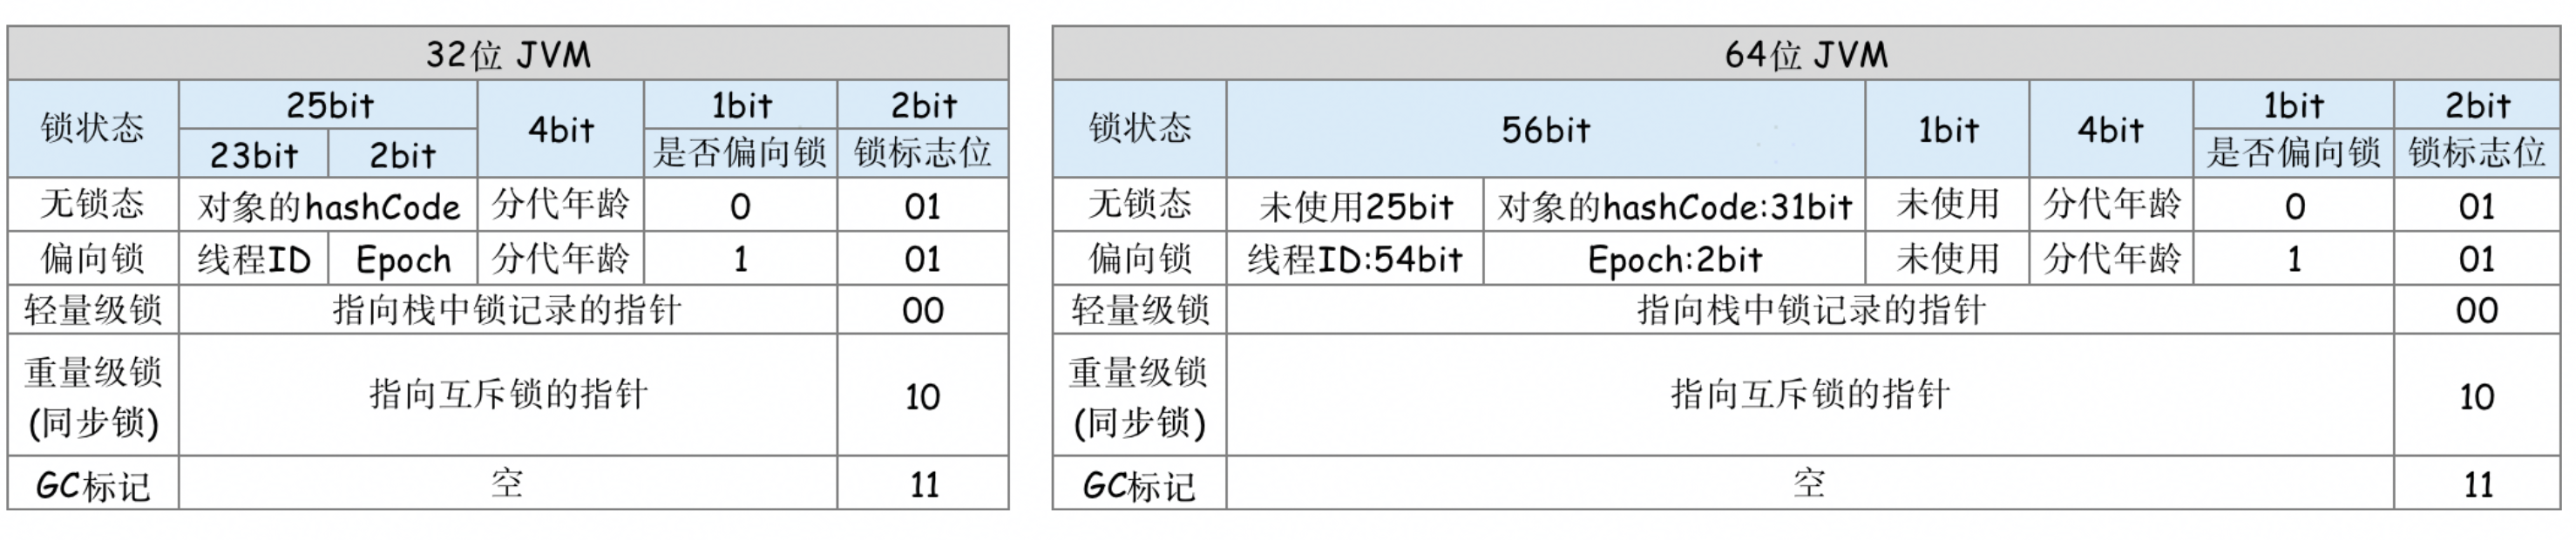 32位 JVM
锁状态 25bit 4bit 1bit 2bit
23bit 2bit 是否偏向锁 锁标志位
无锁态 对象的hashCode 分代年龄 0 01
偏向锁 线程ID Epoch 分代年龄 1 01
轻量级锁 指向栈中锁记录的指针 00
重量级锁
(同步锁) 指向互斥锁的指针 10
GC标记 空 11
64位 JVM
锁状态 56bit 1bit 4bit 1bit 2bit
是否偏向锁 锁标志位
无锁态 未使用25bit 对象的hashCode:31bit 未使用 分代年龄 0 01
偏向锁 线程ID:54bit Epoch:2bit 未使用 分代年龄 1 01
轻量级锁 指向栈中锁记录的指针 00
重量级锁
(同步锁) 指向互斥锁的指针 10
GC标记 空 11